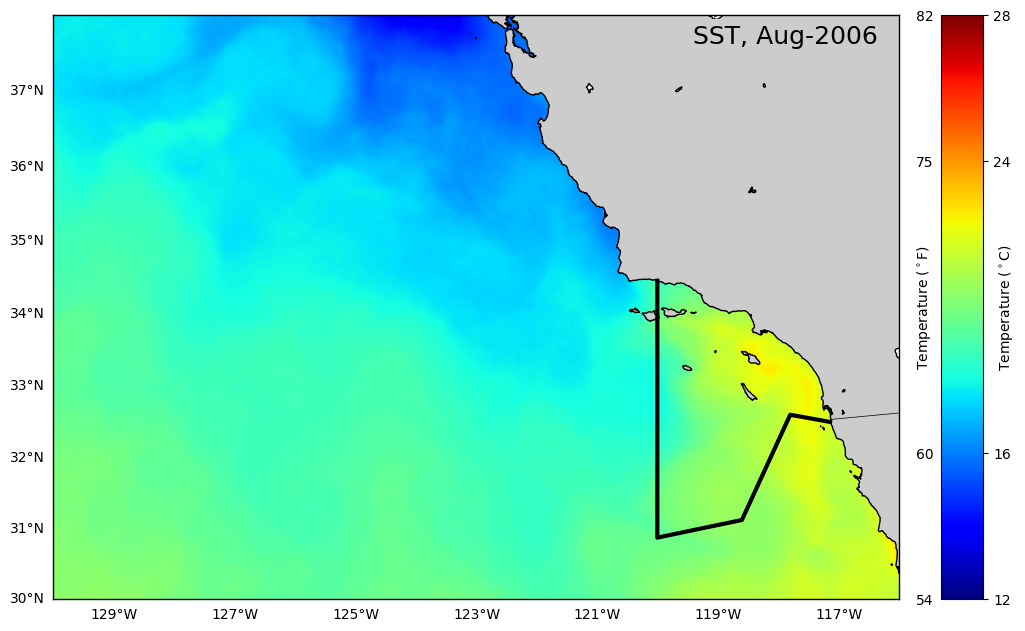 SST, Aug-2006
37°N
36°N
35°N
34°N
33°N
32°N
31°N
30°N
129°W
127°W
125°W
123°W
121°W
119°W
117°W
82
75
60
54
Temperature (°F)
28
24
16
12
Temperature (°C)